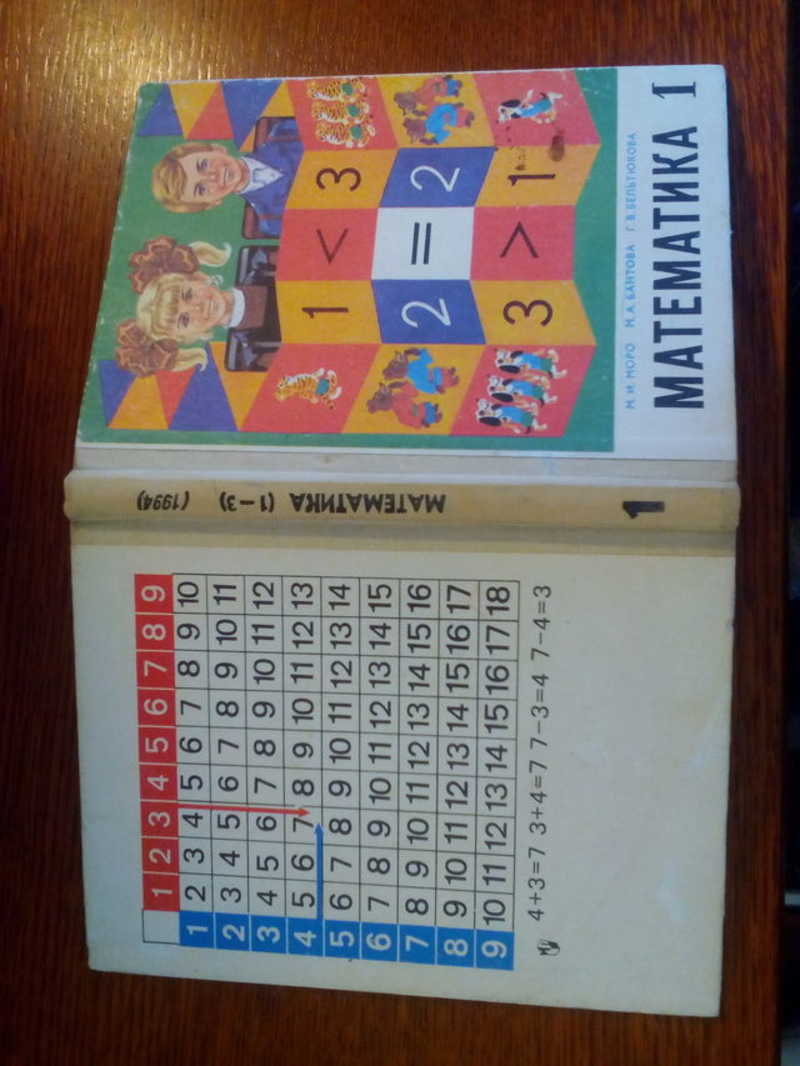 1 < 3
2 = 2
3 > 1
М. И. МОРО М. А. БАНТОВА Г. В. БЕЛЬТЮКОВА
МАТЕМАТИКА 1
1
МАТЕМАТИКА (1–3) (1994)
1 2 3 4 5 6 7 8 9
1 2 3 4 5 6 7 8 9 10
2 3 4 5 6 7 8 9 10 11
3 4 5 6 7 8 9 10 11 12
4 5 6 7 8 9 10 11 12 13
5 6 7 8 9 10 11 12 13 14
6 7 8 9 10 11 12 13 14 15
7 8 9 10 11 12 13 14 15 16
8 9 10 11 12 13 14 15 16 17
9 10 11 12 13 14 15 16 17 18
4+3=7 3+4=7 7−3=4 7−4=3